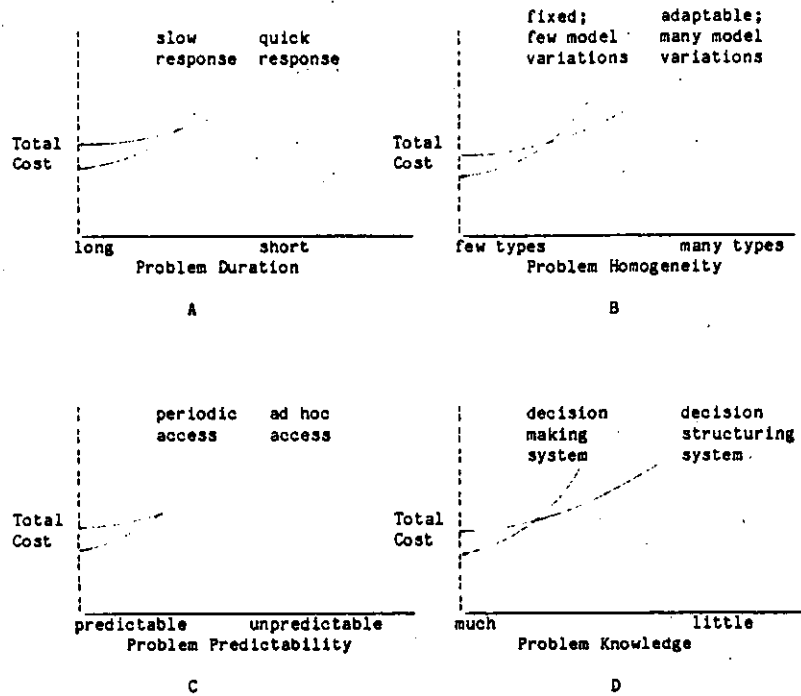 slow quick
response response
Total
Cost
long short
Problem Duration
A
fixed; adaptable;
few model many model
variations variations
few types many types
Problem Homogeneity
B
periodic ad hoc
access access
Total
Cost
predictable unpredictable
Problem Predictability
C
decision decision
making structuring
system system
Total
Cost
much little
Problem Knowledge
D
Total
Cost